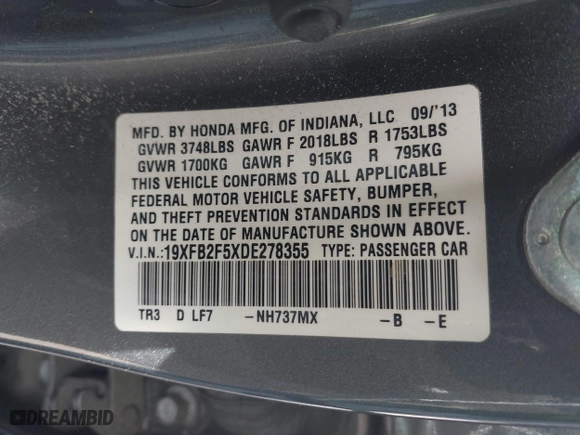 MFD. BY HONDA MFG. OF INDIANA, LLC 09/'13
GVWR 3748LBS GAWR F 2018LBS R 1753LBS
GVWR 1700KG GAWR F 915KG R 795KG
THIS VEHICLE CONFORMS TO ALL APPLICABLE
FEDERAL MOTOR VEHICLE SAFETY, BUMPER,
AND THEFT PREVENTION STANDARDS IN EFFECT
ON THE DATE OF MANUFACTURE SHOWN ABOVE.
V.I.N.:19XFB2F5XDE278355 TYPE: PASSENGER CAR
TR3 D LF7 -NH737MX -B -E
DREAMBID